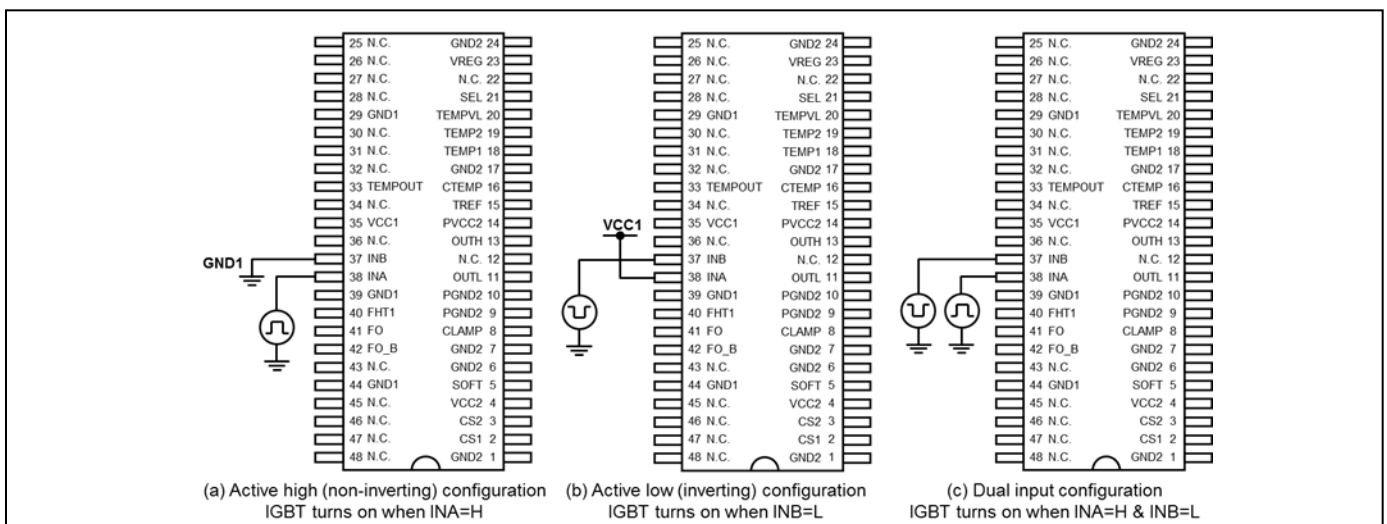 25 N.C. GND2 24
26 N.C. VREG 23
27 N.C. N.C. 22
28 N.C. SEL 21
29 GND1 TEMPVL 20
30 N.C. TEMP2 19
31 N.C. TEMP1 18
32 N.C. GND2 17
33 TEMPOUT CTEMP 16
34 N.C. TREF 15
35 VCC1 PVCC2 14
36 N.C. OUTH 13
37 INB N.C. 12
38 INA OUTL 11
39 GND1 PGND2 10
40 FHT1 PGND2 9
41 FO CLAMP 8
42 FO_B GND2 7
43 N.C. GND2 6
44 GND1 SOFT 5
45 N.C. VCC2 4
46 N.C. CS2 3
47 N.C. CS1 2
48 N.C. GND2 1
GND1
(a) Active high (non-inverting) configuration
IGBT turns on when INA=H
25 N.C. GND2 24
26 N.C. VREG 23
27 N.C. N.C. 22
28 N.C. SEL 21
29 GND1 TEMPVL 20
30 N.C. TEMP2 19
31 N.C. TEMP1 18
32 N.C. GND2 17
33 TEMPOUT CTEMP 16
34 N.C. TREF 15
35 VCC1 PVCC2 14
36 N.C. OUTH 13
37 INB N.C. 12
38 INA OUTL 11
39 GND1 PGND2 10
40 FHT1 PGND2 9
41 FO CLAMP 8
42 FO_B GND2 7
43 N.C. GND2 6
44 GND1 SOFT 5
45 N.C. VCC2 4
46 N.C. CS2 3
47 N.C. CS1 2
48 N.C. GND2 1
VCC1
(b) Active low (inverting) configuration
IGBT turns on when INB=L
25 N.C. GND2 24
26 N.C. VREG 23
27 N.C. N.C. 22
28 N.C. SEL 21
29 GND1 TEMPVL 20
30 N.C. TEMP2 19
31 N.C. TEMP1 18
32 N.C. GND2 17
33 TEMPOUT CTEMP 16
34 N.C. TREF 15
35 VCC1 PVCC2 14
36 N.C. OUTH 13
37 INB N.C. 12
38 INA OUTL 11
39 GND1 PGND2 10
40 FHT1 PGND2 9
41 FO CLAMP 8
42 FO_B GND2 7
43 N.C. GND2 6
44 GND1 SOFT 5
45 N.C. VCC2 4
46 N.C. CS2 3
47 N.C. CS1 2
48 N.C. GND2 1
(c) Dual input configuration
IGBT turns on when INA=H & INB=L